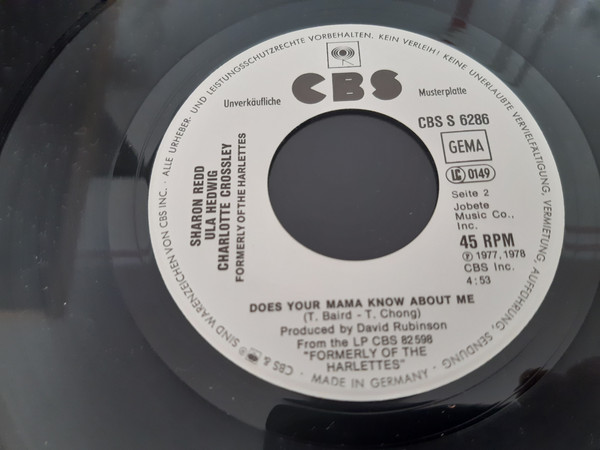 CBS
Unverkäufliche
Musterplatte
CBS S 6286
GEMA
LC 0149
Seite 2
Jobete
Music Co.,
Inc.
45 RPM
Ⓟ 1977, 1978
CBS Inc.
4:53
SHARON REDD
ULA HEDWIG
CHARLOTTE CROSSLEY
FORMERLY OF THE HARLETTES
DOES YOUR MAMA KNOW ABOUT ME
(T. Baird - T. Chong)
Produced by David Rubinson
From the LP CBS 82 598
"FORMERLY OF THE
HARLETTES"
CBS & ® SIND WARENZEICHEN VON CBS INC. · ALLE URHEBER- UND LEISTUNGSSCHUTZRECHTE VORBEHALTEN. KEIN VERLEIH! KEINE UNERLAUBTE VERVIELFÄLTIGUNG, VERMIETUNG, AUFFÜHRUNG, SENDUNG · MADE IN GERMANY ·